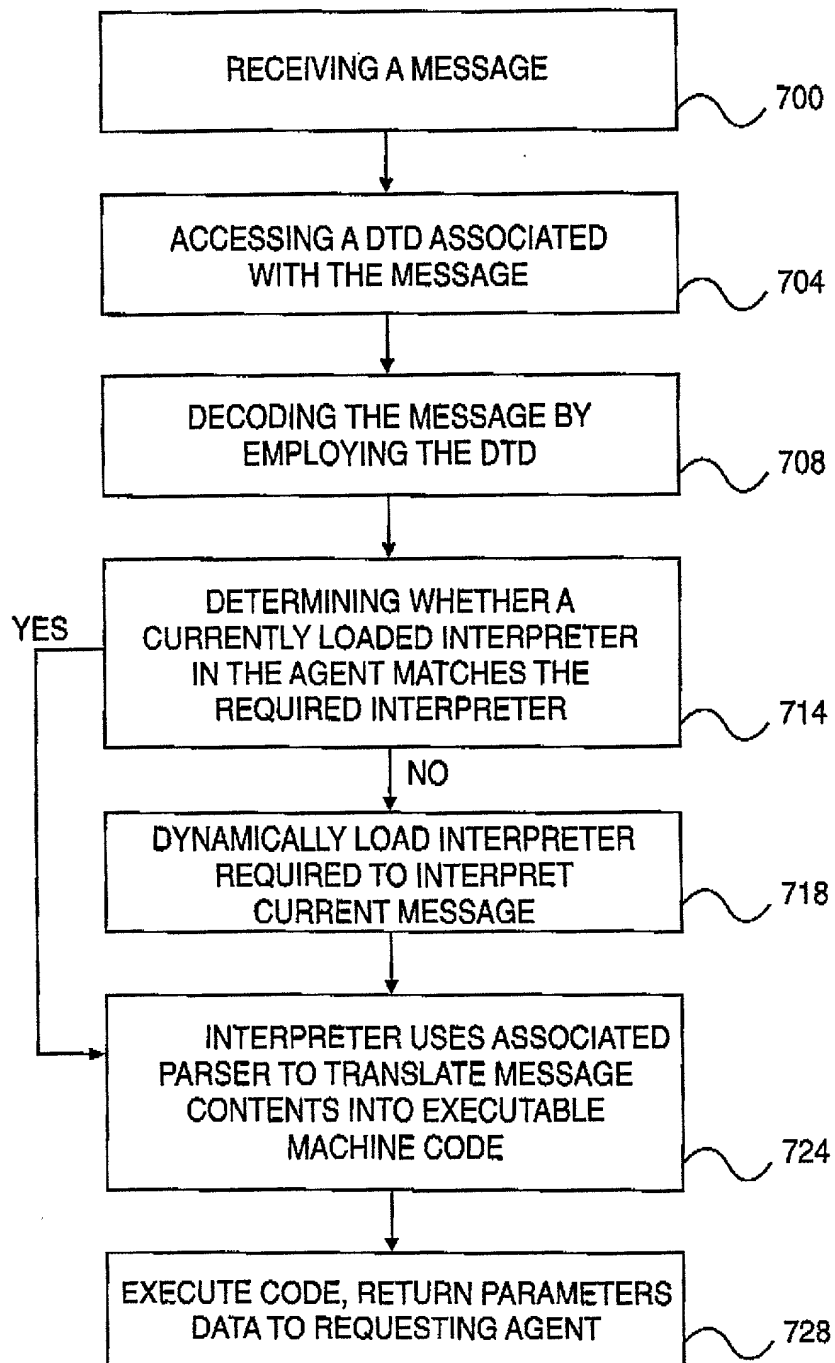 RECEIVING A MESSAGE
700
ACCESSING A DTD ASSOCIATED
WITH THE MESSAGE
704
DECODING THE MESSAGE BY
EMPLOYING THE DTD
708
DETERMINING WHETHER A
CURRENTLY LOADED INTERPRETER
IN THE AGENT MATCHES THE
REQUIRED INTERPRETER
714
YES
NO
DYNAMICALLY LOAD INTERPRETER
REQUIRED TO INTERPRET
CURRENT MESSAGE
718
INTERPRETER USES ASSOCIATED
PARSER TO TRANSLATE MESSAGE
CONTENTS INTO EXECUTABLE
MACHINE CODE
724
EXECUTE CODE, RETURN PARAMETERS
DATA TO REQUESTING AGENT
728